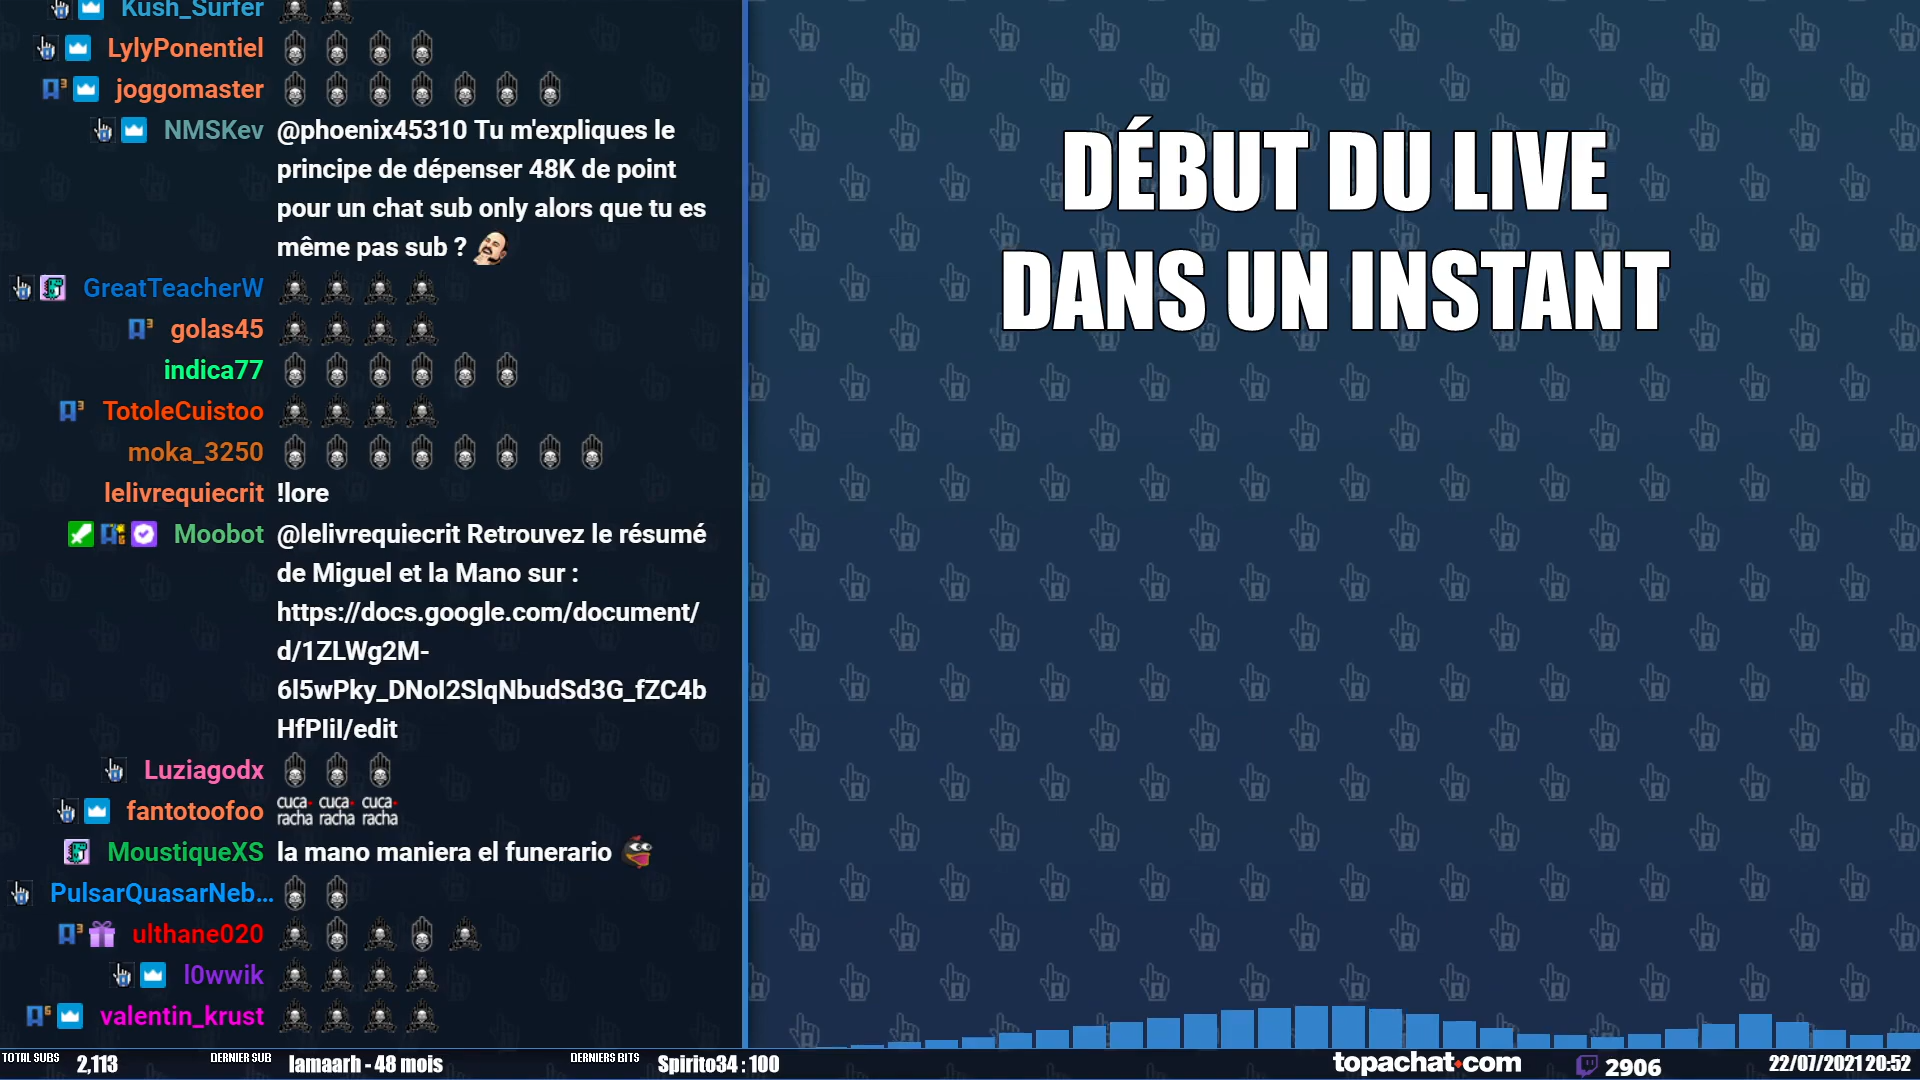 Kush_Surfer
LylyPonentiel
joggomaster
NMSKev @phoenix45310 Tu m'expliques le
principe de dépenser 48K de point
pour un chat sub only alors que tu es
même pas sub ?
GreatTeacherW
golas45
indica77
TotoleCuistoo
moka_3250
lelivrequiecrit !lore
Moobot @lelivrequiecrit Retrouvez le résumé
de Miguel et la Mano sur :
https://docs.google.com/document/
d/1ZLWg2M-
6l5wPky_DNoI2SlqNbudSd3G_fZC4b
HfPIiI/edit
Luziagodx
fantotoofoo cuca racha cuca racha cuca racha
MoustiqueXS la mano maniera el funerario
PulsarQuasarNeb...
ulthane020
l0wwik
valentin_krust
DÉBUT DU LIVE
DANS UN INSTANT
TOTAL SUBS 2,113 DERNIER SUB lamaarh - 48 mois DERNIERS BITS Spirito34 : 100 topachat.com 2906 22/07/2021 20:52